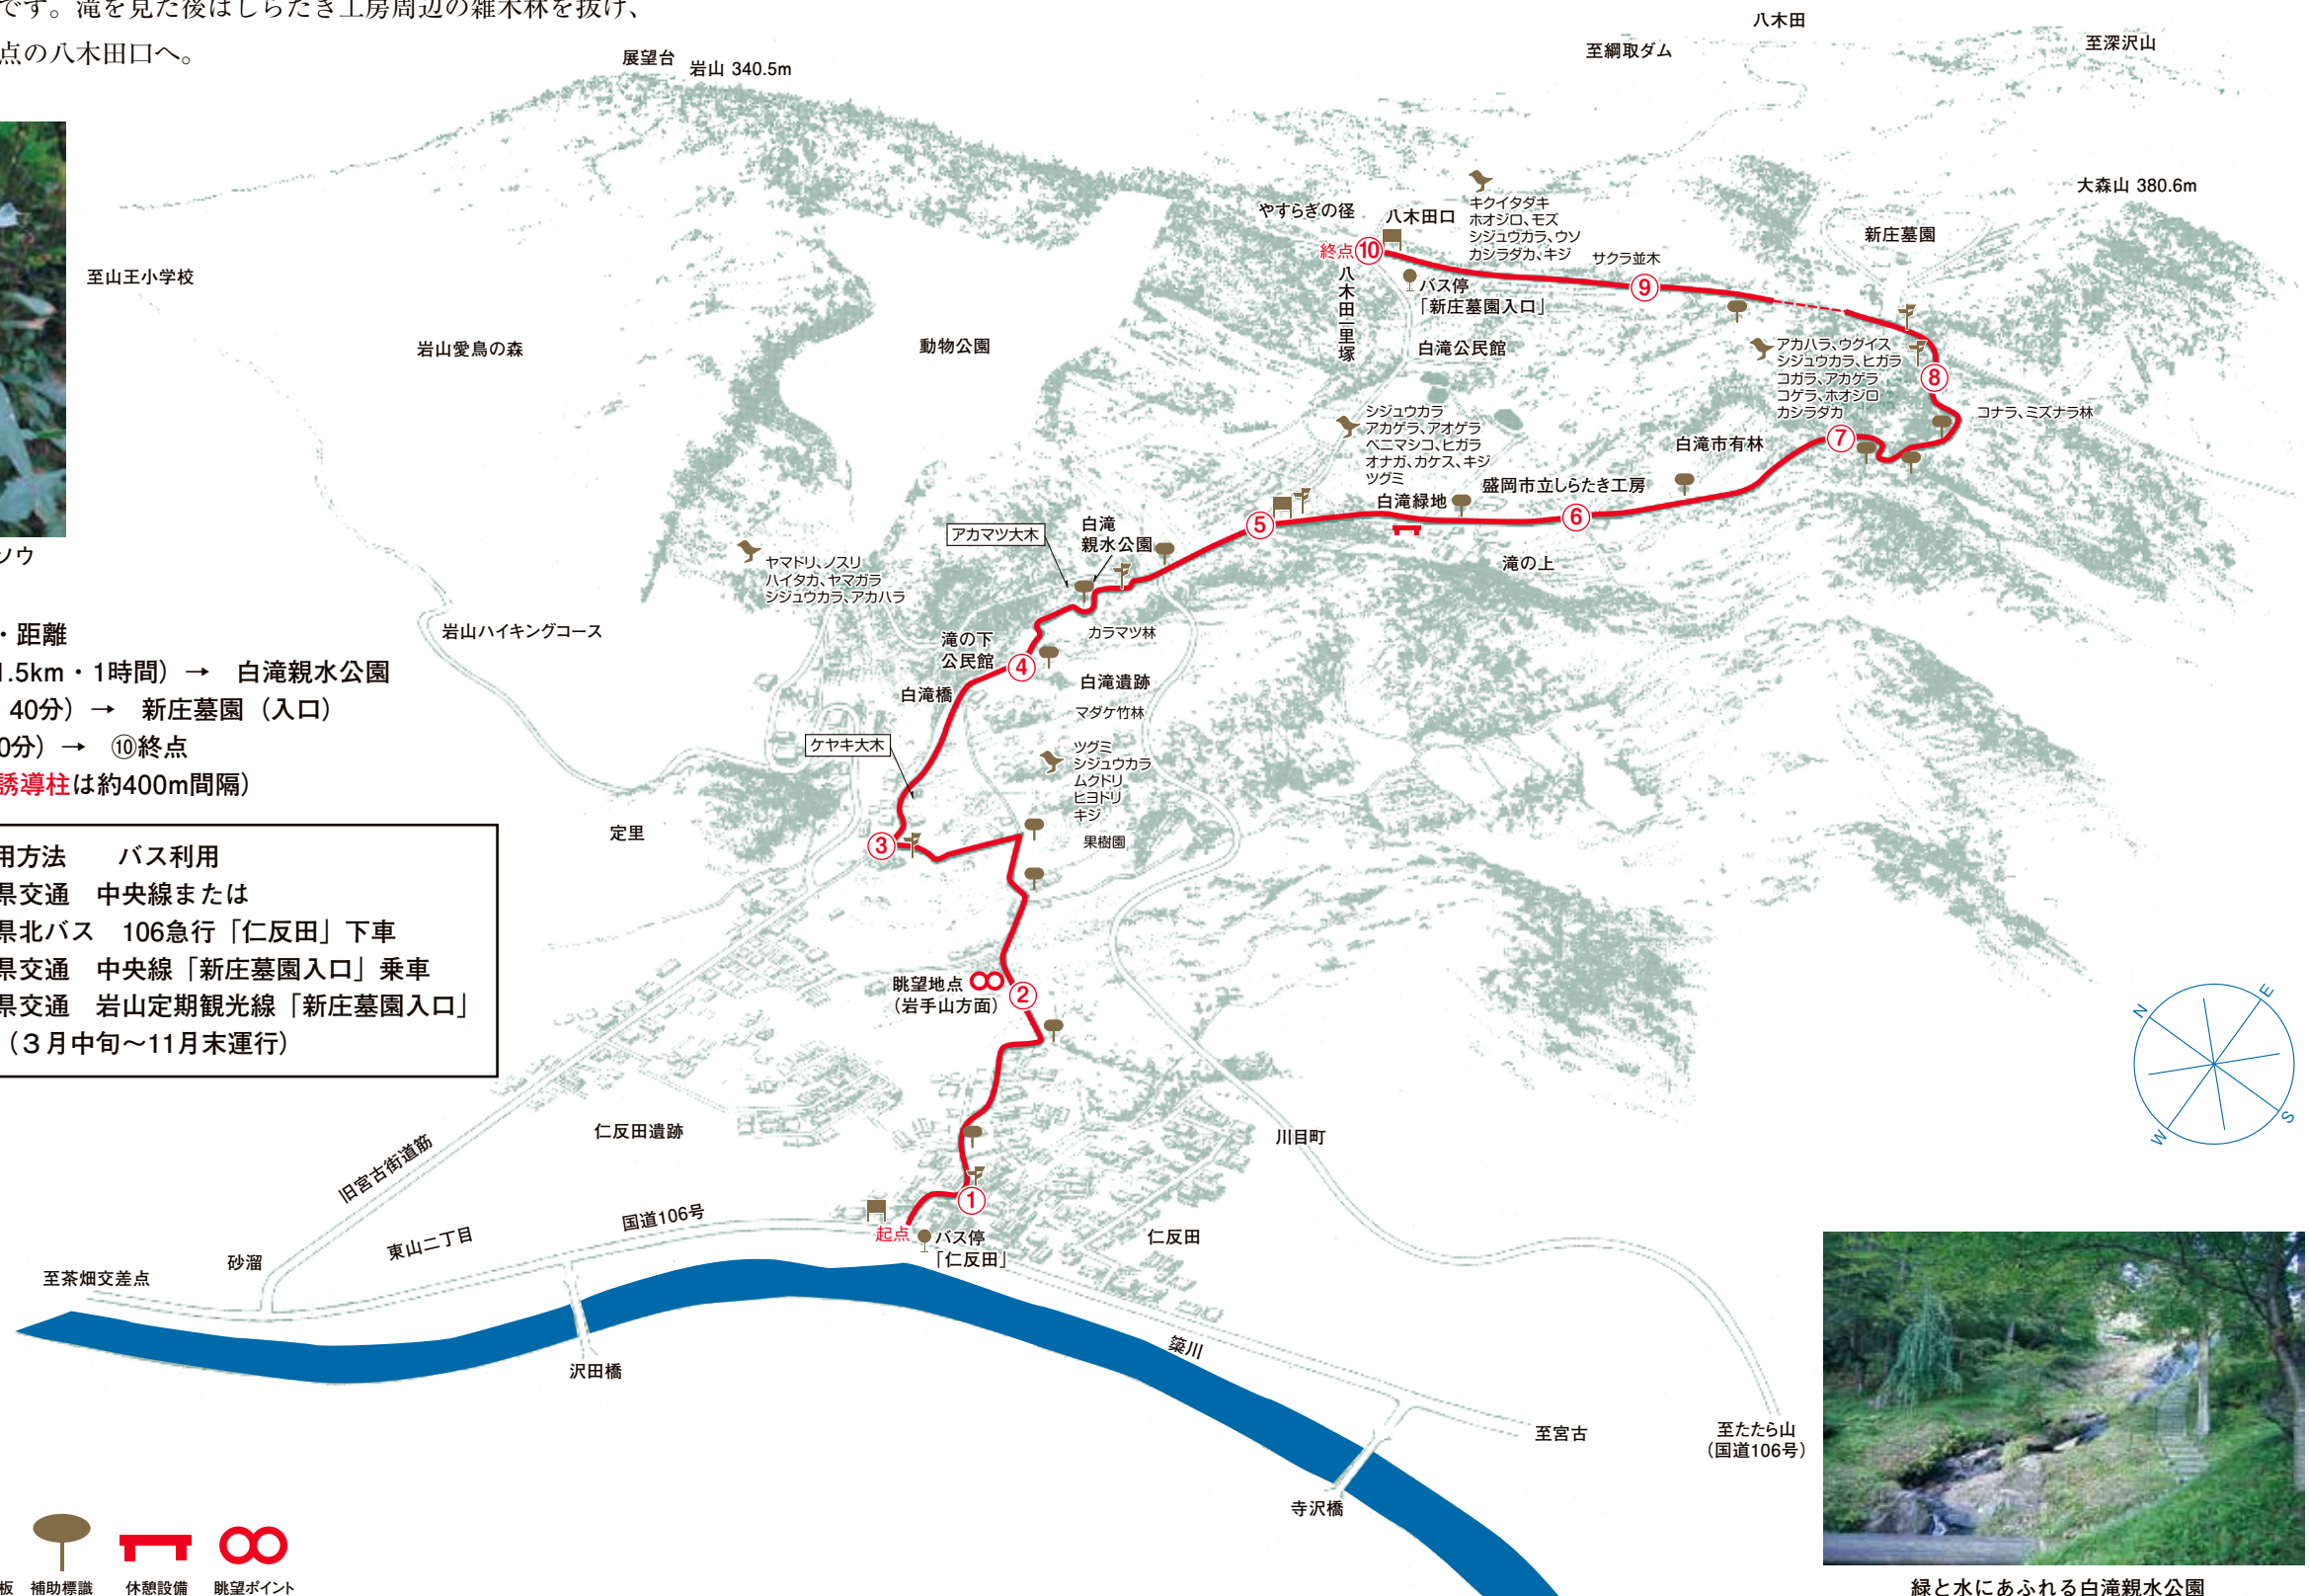 です。滝を見た後はしらたき工房周辺の雑木林を抜け、
点の八木田口へ。
ソウ
・距離
1.5km・1時間）→　白滝親水公園
40分）→　新庄墓園（入口）
0分）→　⑩終点
誘導柱は約400m間隔）
用方法　　バス利用
県交通　中央線または
県北バス　106急行「仁反田」下車
県交通　中央線「新庄墓園入口」乗車
県交通　岩山定期観光線「新庄墓園入口」
（３月中旬〜11月末運行）
八木田
至綱取ダム
至深沢山
展望台
岩山 340.5m
大森山 380.6m
やすらぎの径
八木田口
キクイタダキ
ホオジロ、モズ
シジュウカラ、ウソ
カシラダカ、キジ
サクラ並木
新庄墓園
終点
⑩
⑨
八木田一里塚
バス停
「新庄墓園入口」
白滝公民館
至山王小学校
岩山愛鳥の森
動物公園
アカハラ、ウグイス
シジュウカラ、ヒガラ
コガラ、アカゲラ
コゲラ、ホオジロ
カシラダカ
⑧
コナラ、ミズナラ林
⑦
白滝市有林
シジュウカラ
アカゲラ、アオゲラ
ベニマシコ、ヒガラ
オナガ、カケス、キジ
ツグミ
白滝緑地
盛岡市立しらたき工房
⑥
⑤
滝の上
アカマツ大木
白滝
親水公園
ヤマドリ、ノスリ
ハイタカ、ヤマガラ
シジュウカラ、アカハラ
岩山ハイキングコース
滝の下
公民館
④
カラマツ林
白滝橋
白滝遺跡
マダケ竹林
ケヤキ大木
ツグミ
シジュウカラ
ムクドリ
ヒヨドリ
キジ
果樹園
定里
③
眺望地点
（岩手山方面）
②
N
E
S
W
仁反田遺跡
川目町
旧宮古街道筋
①
起点
バス停
「仁反田」
仁反田
国道106号
東山二丁目
砂溜
至茶畑交差点
沢田橋
簗川
至宮古
寺沢橋
至たたら山
（国道106号）
板
補助標識
休憩設備
眺望ポイント
緑と水にあふれる白滝親水公園